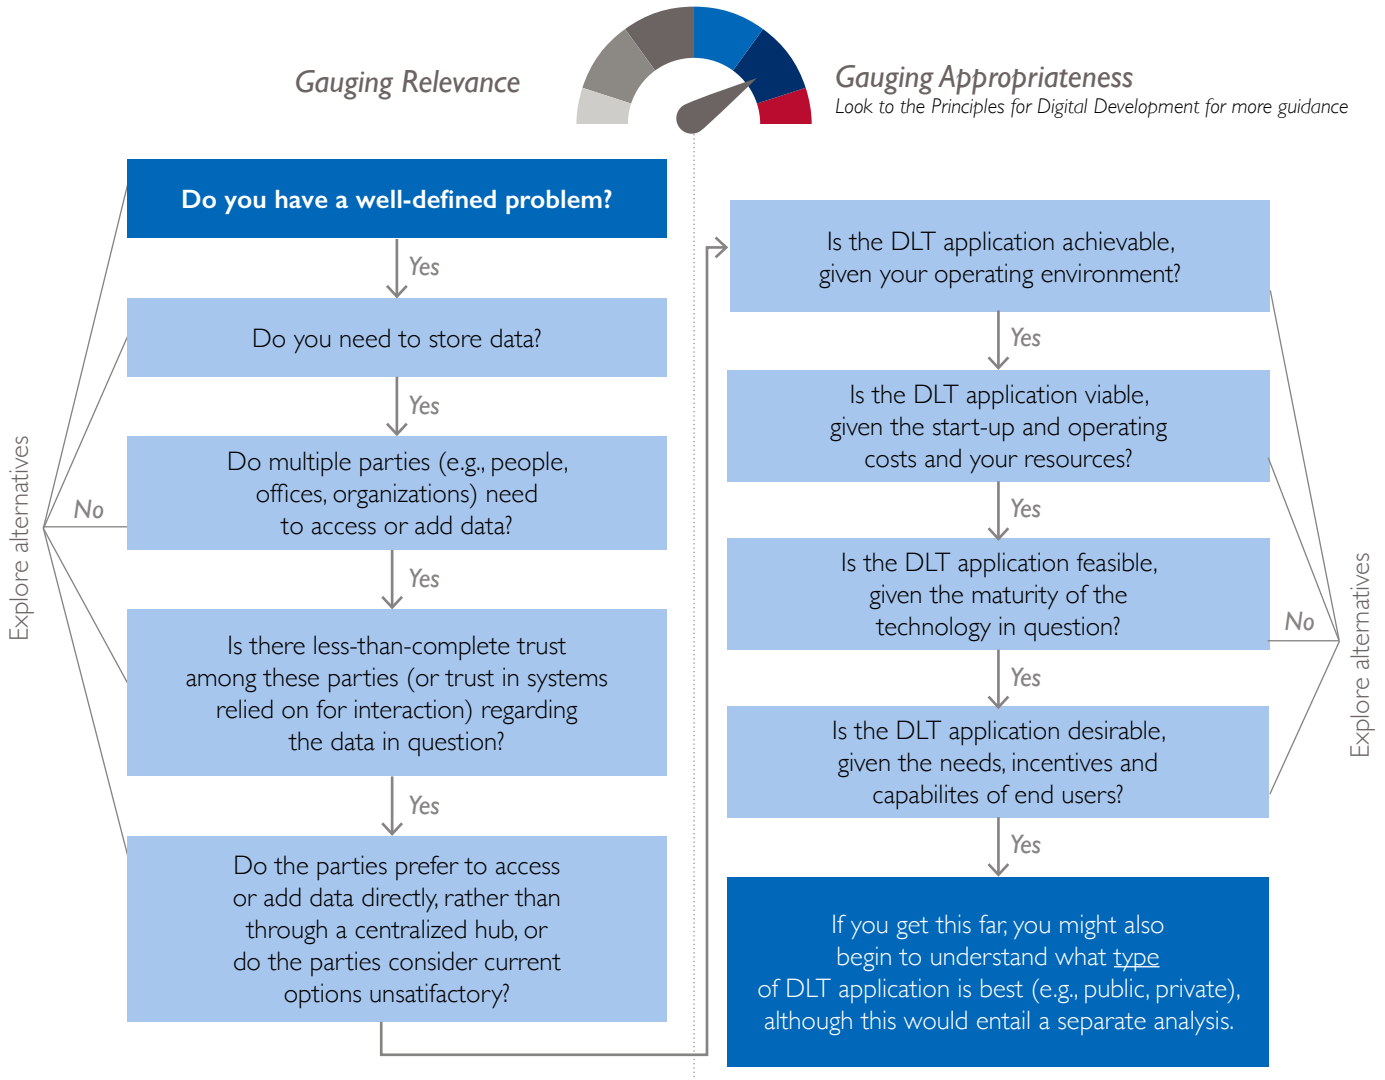 Gauging Relevance
Gauging Appropriateness
Look to the Principles for Digital Development for more guidance
Do you have a well-defined problem?
Yes
Do you need to store data?
Yes
Do multiple parties (e.g., people,
offices, organizations) need
to access or add data?
Yes
Is there less-than-complete trust
among these parties (or trust in systems
relied on for interaction) regarding
the data in question?
Yes
Do the parties prefer to access
or add data directly, rather than
through a centralized hub, or
do the parties consider current
options unsatifactory?
No
Explore alternatives
Is the DLT application achievable,
given your operating environment?
Yes
Is the DLT application viable,
given the start-up and operating
costs and your resources?
Yes
Is the DLT application feasible,
given the maturity of the
technology in question?
Yes
Is the DLT application desirable,
given the needs, incentives and
capabilites of end users?
Yes
If you get this far, you might also
begin to understand what type
of DLT application is best (e.g., public, private),
although this would entail a separate analysis.
No
Explore alternatives